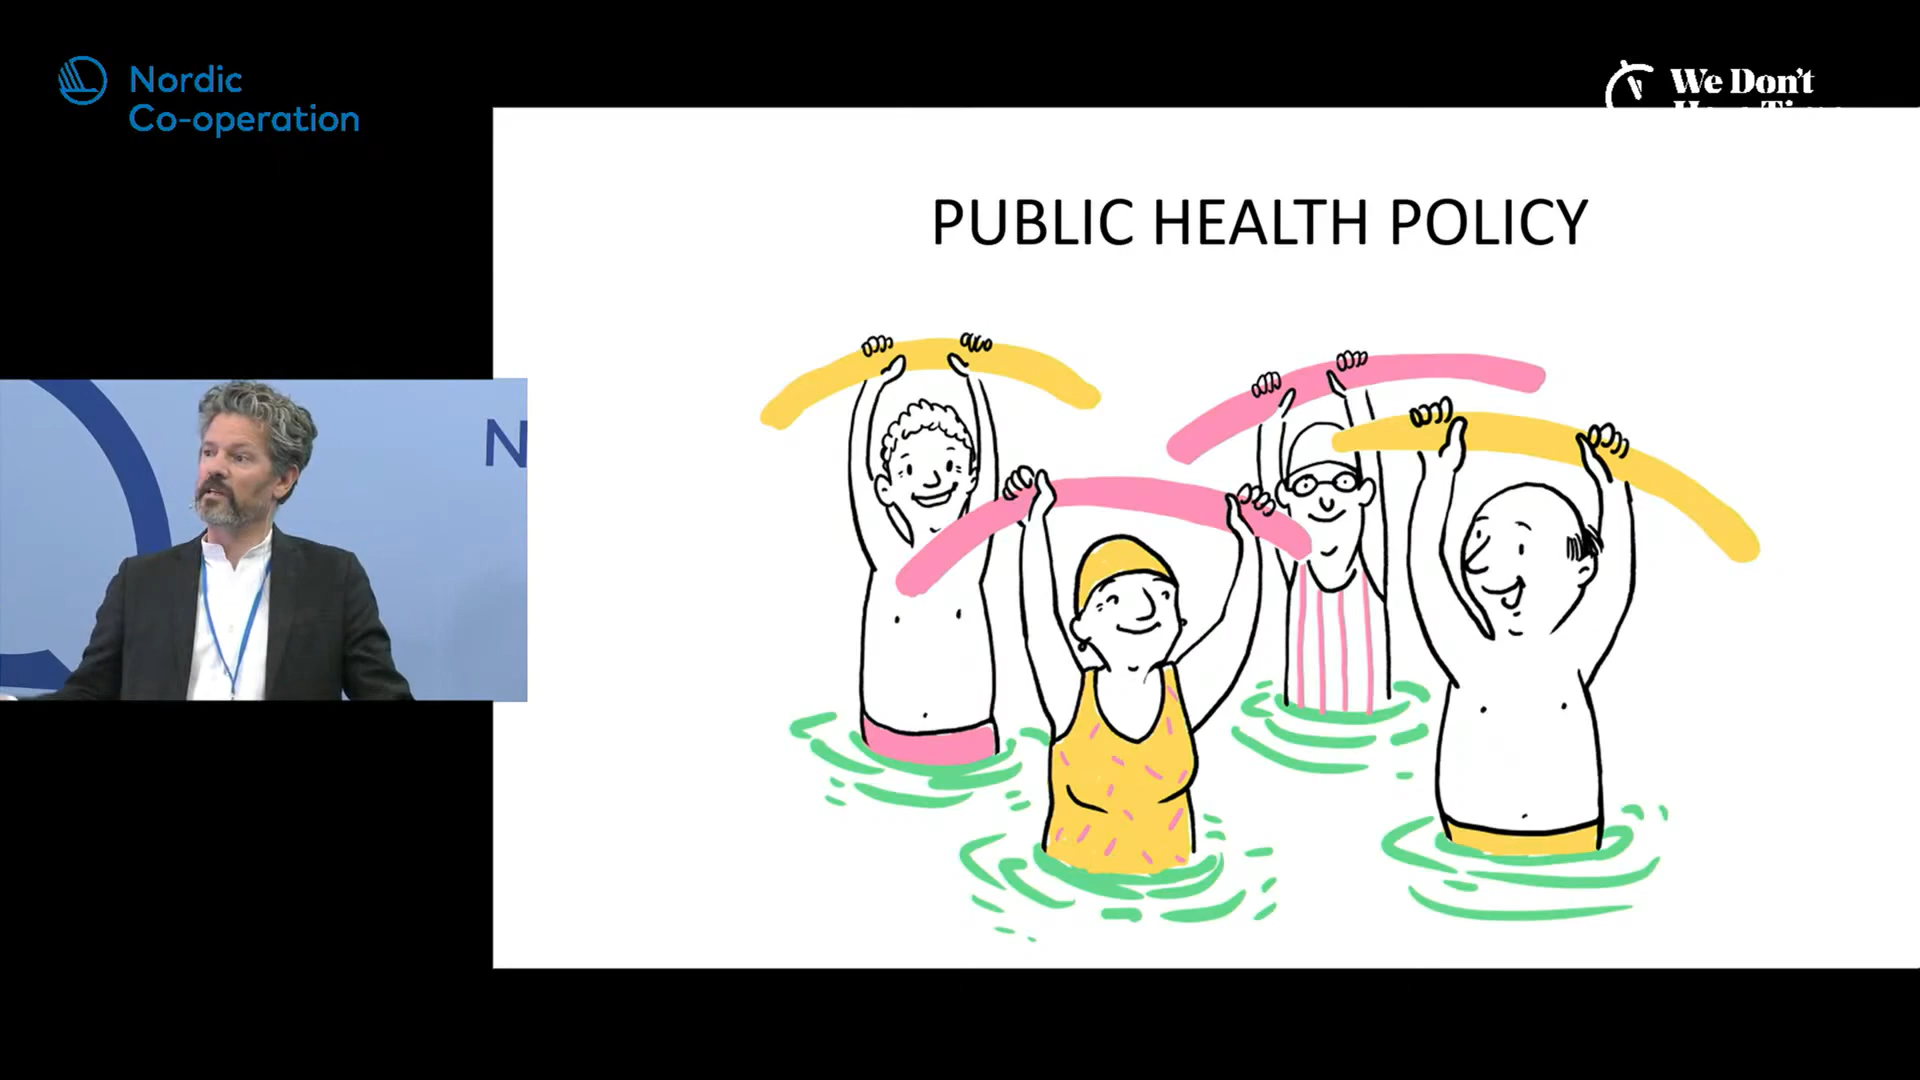 Nordic
Co-operation
We Don't
PUBLIC HEALTH POLICY
N